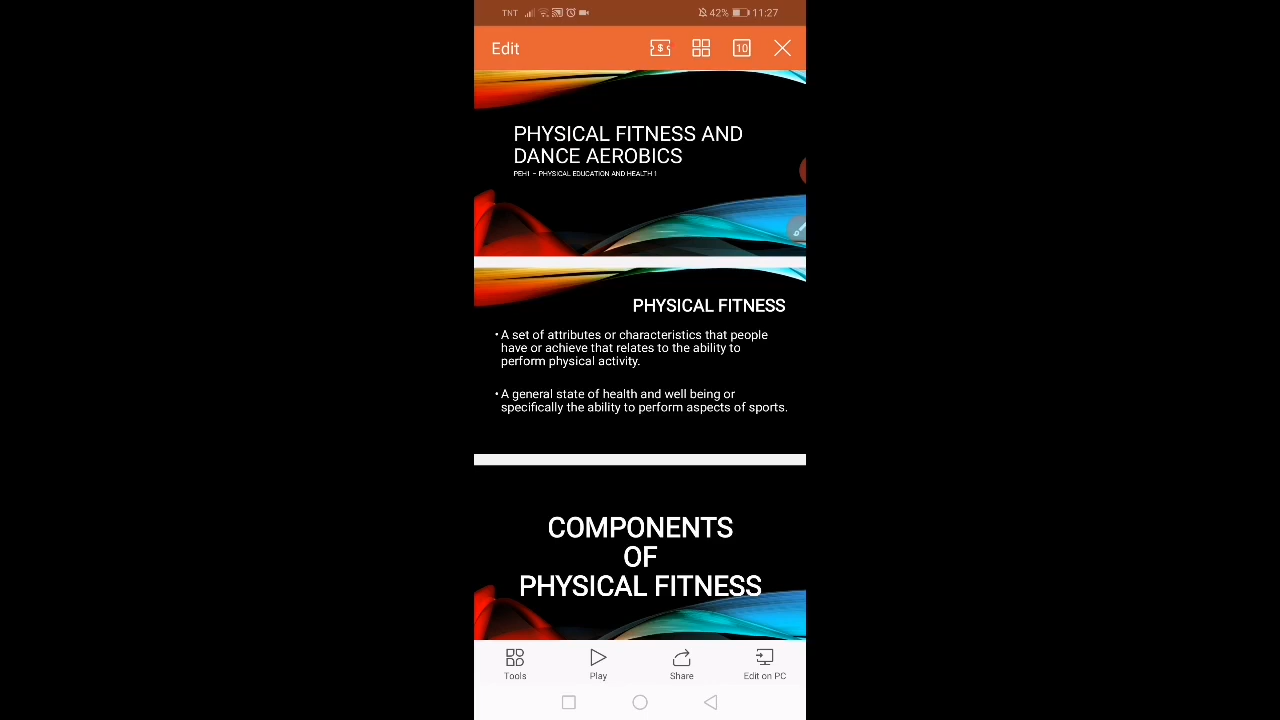 TNT 42% 11:27
Edit 10
PHYSICAL FITNESS AND
DANCE AEROBICS
PEH1 – PHYSICAL EDUCATION AND HEALTH 1
PHYSICAL FITNESS
• A set of attributes or characteristics that people
have or achieve that relates to the ability to
perform physical activity.
• A general state of health and well being or
specifically the ability to perform aspects of sports.
COMPONENTS
OF
PHYSICAL FITNESS
Tools Play Share Edit on PC